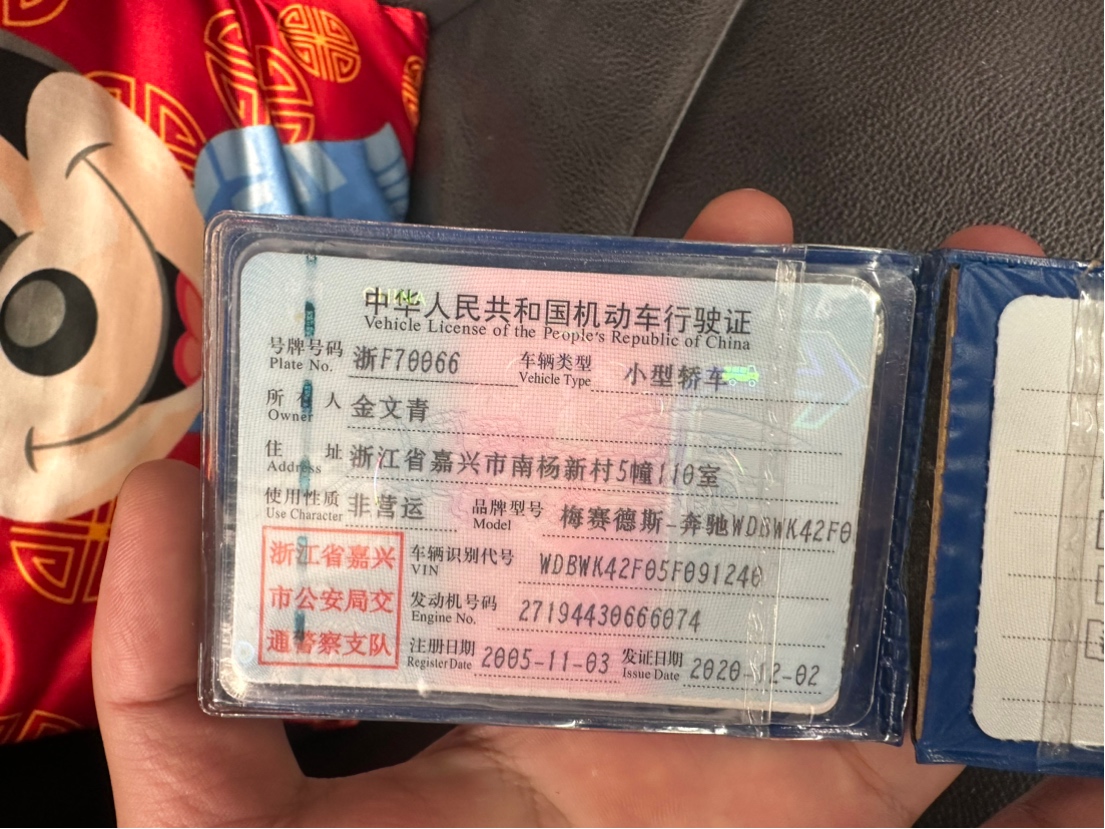 中华人民共和国机动车行驶证
Vehicle License of the People's Republic of China
号牌号码 浙F70066 车辆类型 小型轿车
Plate No. Vehicle Type
所有人 金文青
Owner
住址 浙江省嘉兴市南杨新村5幢110室
Address
使用性质 非营运 品牌型号 梅赛德斯-奔驰WDBWK42F0
Use Character Model
浙江省嘉兴
市公安局交
通警察支队
车辆识别代号 WDBWK42F05F091240
VIN
发动机号码 27194430666074
Engine No.
注册日期 2005-11-03 发证日期 2020-12-02
Register Date Issue Date